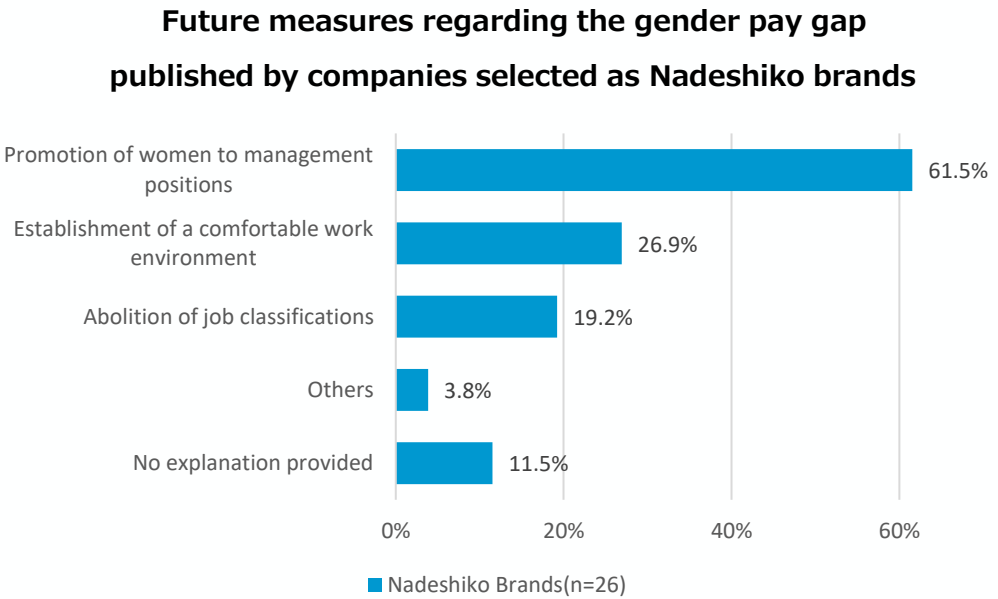 Future measures regarding the gender pay gap
published by companies selected as Nadeshiko brands
Promotion of women to management
positions
61.5%
Establishment of a comfortable work
environment
26.9%
Abolition of job classifications
19.2%
Others
3.8%
No explanation provided
11.5%
0%
20%
40%
60%
Nadeshiko Brands(n=26)